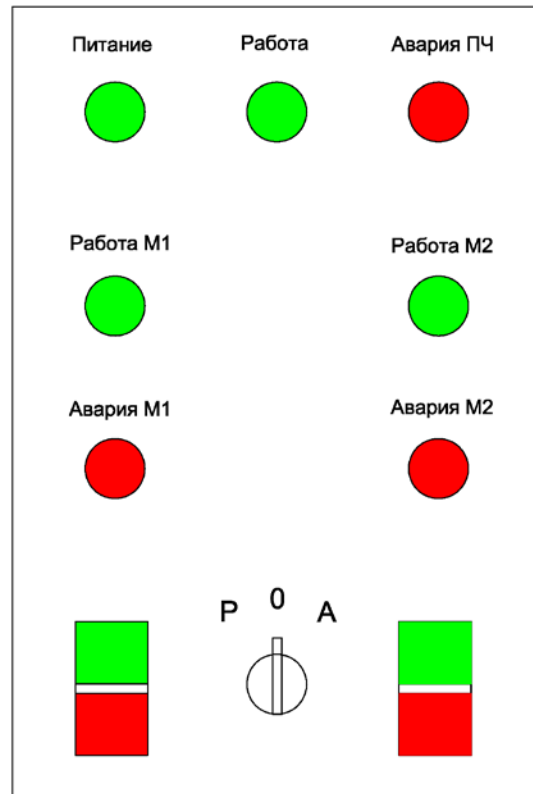 Питание Работа Авария ПЧ
Работа М1 Работа М2
Авария М1 Авария М2
Р 0 А